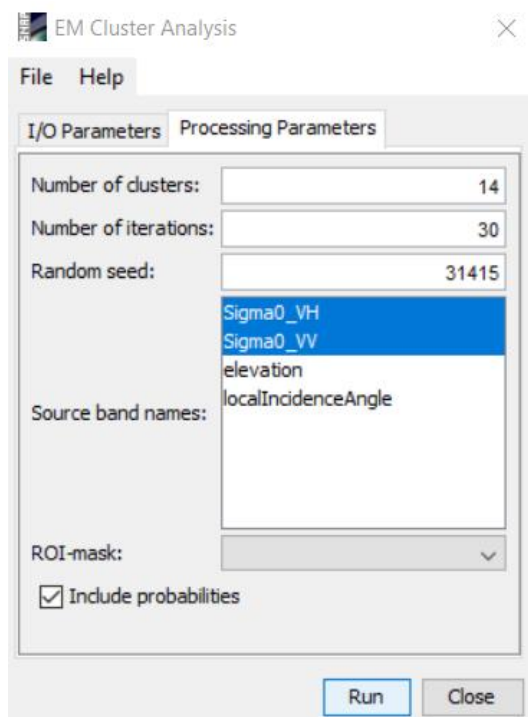 EM Cluster Analysis
File Help
I/O Parameters Processing Parameters
Number of clusters: 14
Number of iterations: 30
Random seed: 31415
Sigma0_VH
Sigma0_VV
elevation
localIncidenceAngle
Source band names:
ROI-mask:
Include probabilities
Run Close